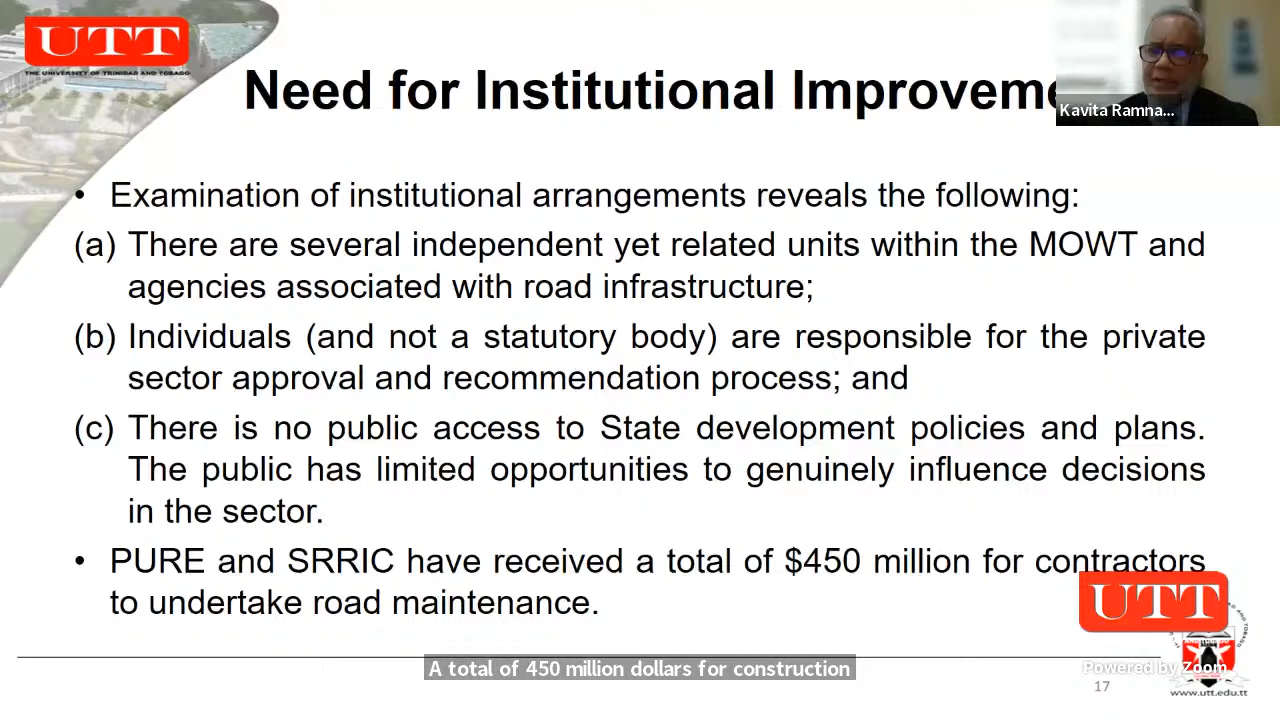 UTT
THE UNIVERSITY OF TRINIDAD AND TOBAGO
Need for Institutional Improveme
Kavita Ramna...
• Examination of institutional arrangements reveals the following:
(a) There are several independent yet related units within the MOWT and
agencies associated with road infrastructure;
(b) Individuals (and not a statutory body) are responsible for the private
sector approval and recommendation process; and
(c) There is no public access to State development policies and plans.
The public has limited opportunities to genuinely influence decisions
in the sector.
• PURE and SRRIC have received a total of $450 million for contractors
to undertake road maintenance.
UTT
A total of 450 million dollars for construction
Powered by Zoom
17
www.utt.edu.tt